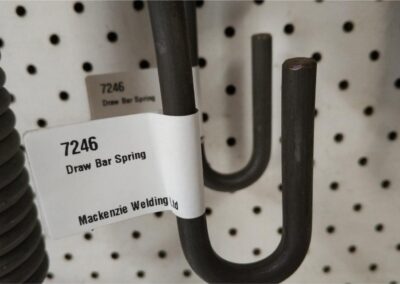 7246
Draw Bar Spring
7246
Draw Bar Spring
Mackenzie Welding Ltd